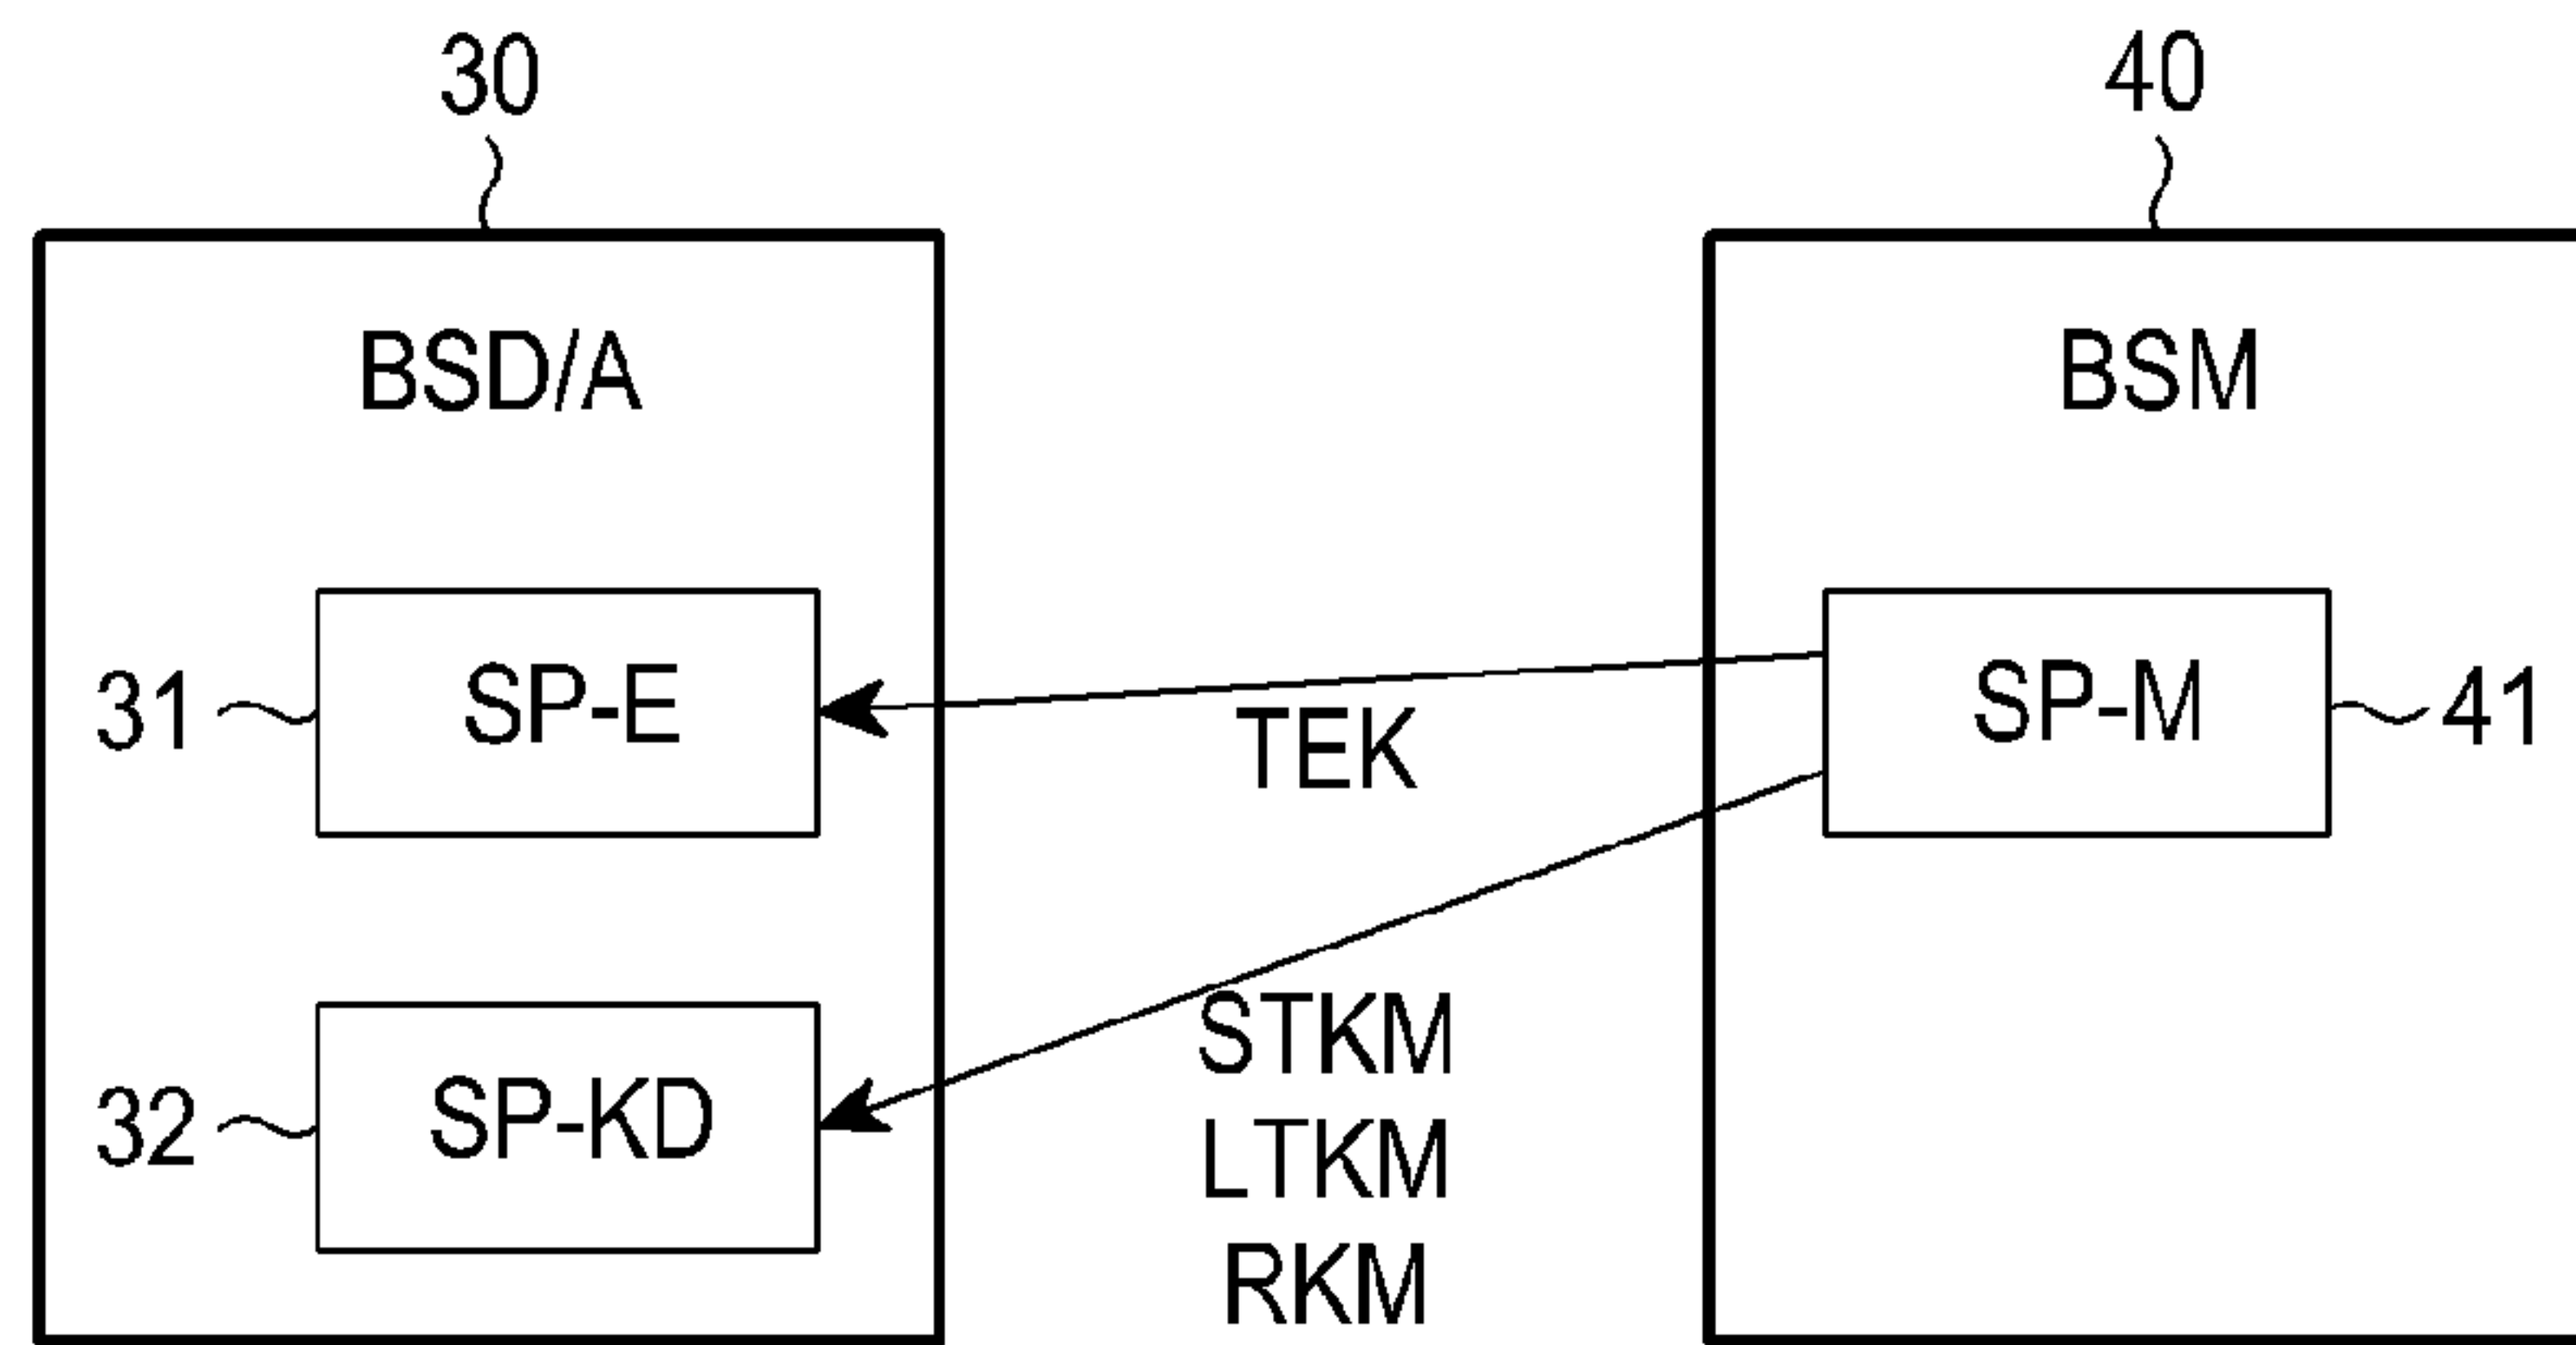 30
40
BSD/A
BSM
31
SP-E
TEK
SP-M
41
32
SP-KD
STKM
LTKM
RKM